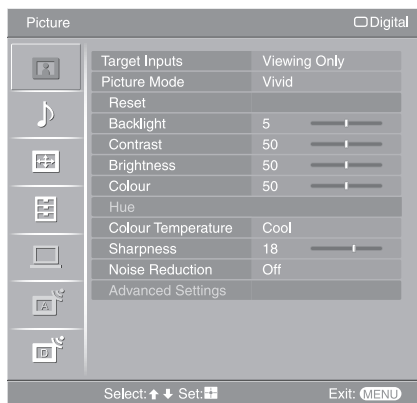 Picture Digital
Target Inputs Viewing Only
Picture Mode Vivid
Reset
Backlight 5
Contrast 50
Brightness 50
Colour 50
Hue
Colour Temperature Cool
Sharpness 18
Noise Reduction Off
Advanced Settings
A
D
Select: Set: Exit: MENU